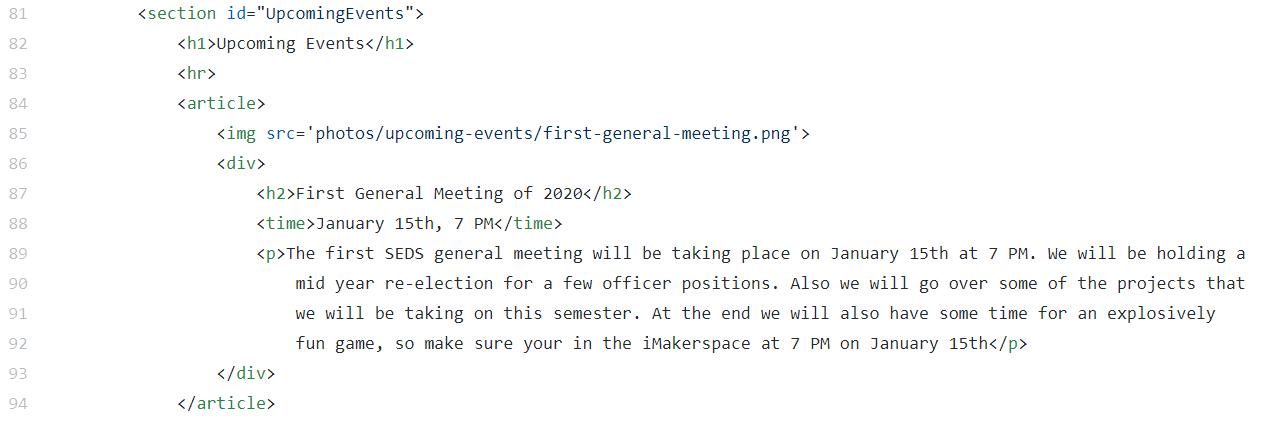 81 <section id="UpcomingEvents">
82 <h1>Upcoming Events</h1>
83 <hr>
84 <article>
85 <img src='photos/upcoming-events/first-general-meeting.png'>
86 <div>
87 <h2>First General Meeting of 2020</h2>
88 <time>January 15th, 7 PM</time>
89 <p>The first SEDS general meeting will be taking place on January 15th at 7 PM. We will be holding a
90 mid year re-election for a few officer positions. Also we will go over some of the projects that
91 we will be taking on this semester. At the end we will also have some time for an explosively
92 fun game, so make sure your in the iMakerspace at 7 PM on January 15th</p>
93 </div>
94 </article>